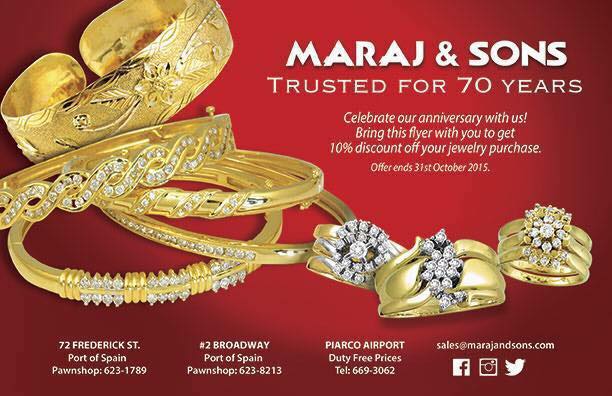 MARAJ & SONS
TRUSTED FOR 70 YEARS
Celebrate our anniversary with us!
Bring this flyer with you to get
10% discount off your jewelry purchase.
Offer ends 31st October 2015.
72 FREDERICK ST.
Port of Spain
Pawnshop: 623-1789
#2 BROADWAY
Port of Spain
Pawnshop: 623-8213
PIARCO AIRPORT
Duty Free Prices
Tel: 669-3062
sales@marajandsons.com